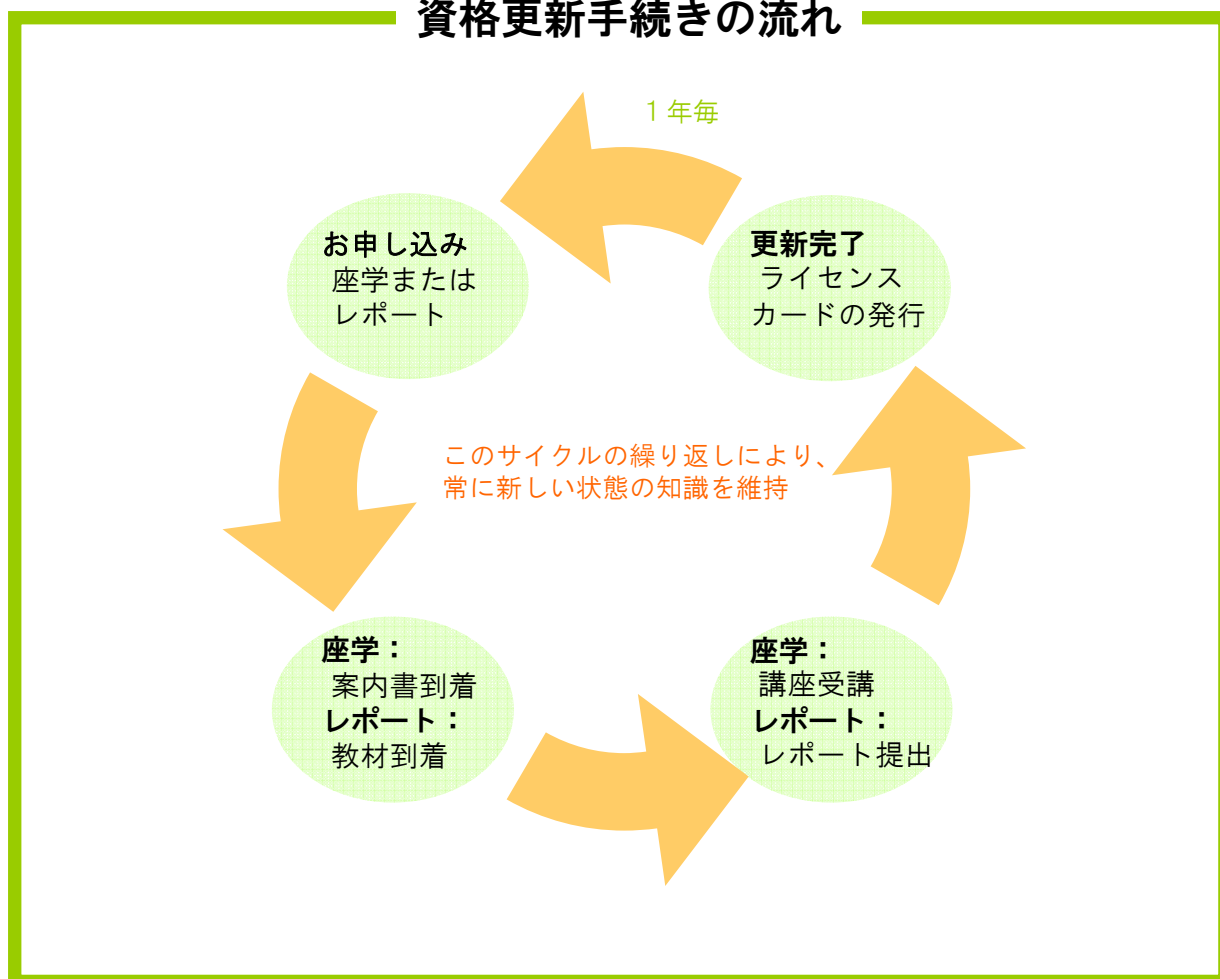 資格更新手続きの流れ
1年毎
お申し込み
座学または
レポート
更新完了
ライセンス
カードの発行
このサイクルの繰り返しにより、
常に新しい状態の知識を維持
座学：
案内書到着
レポート：
教材到着
座学：
講座受講
レポート：
レポート提出